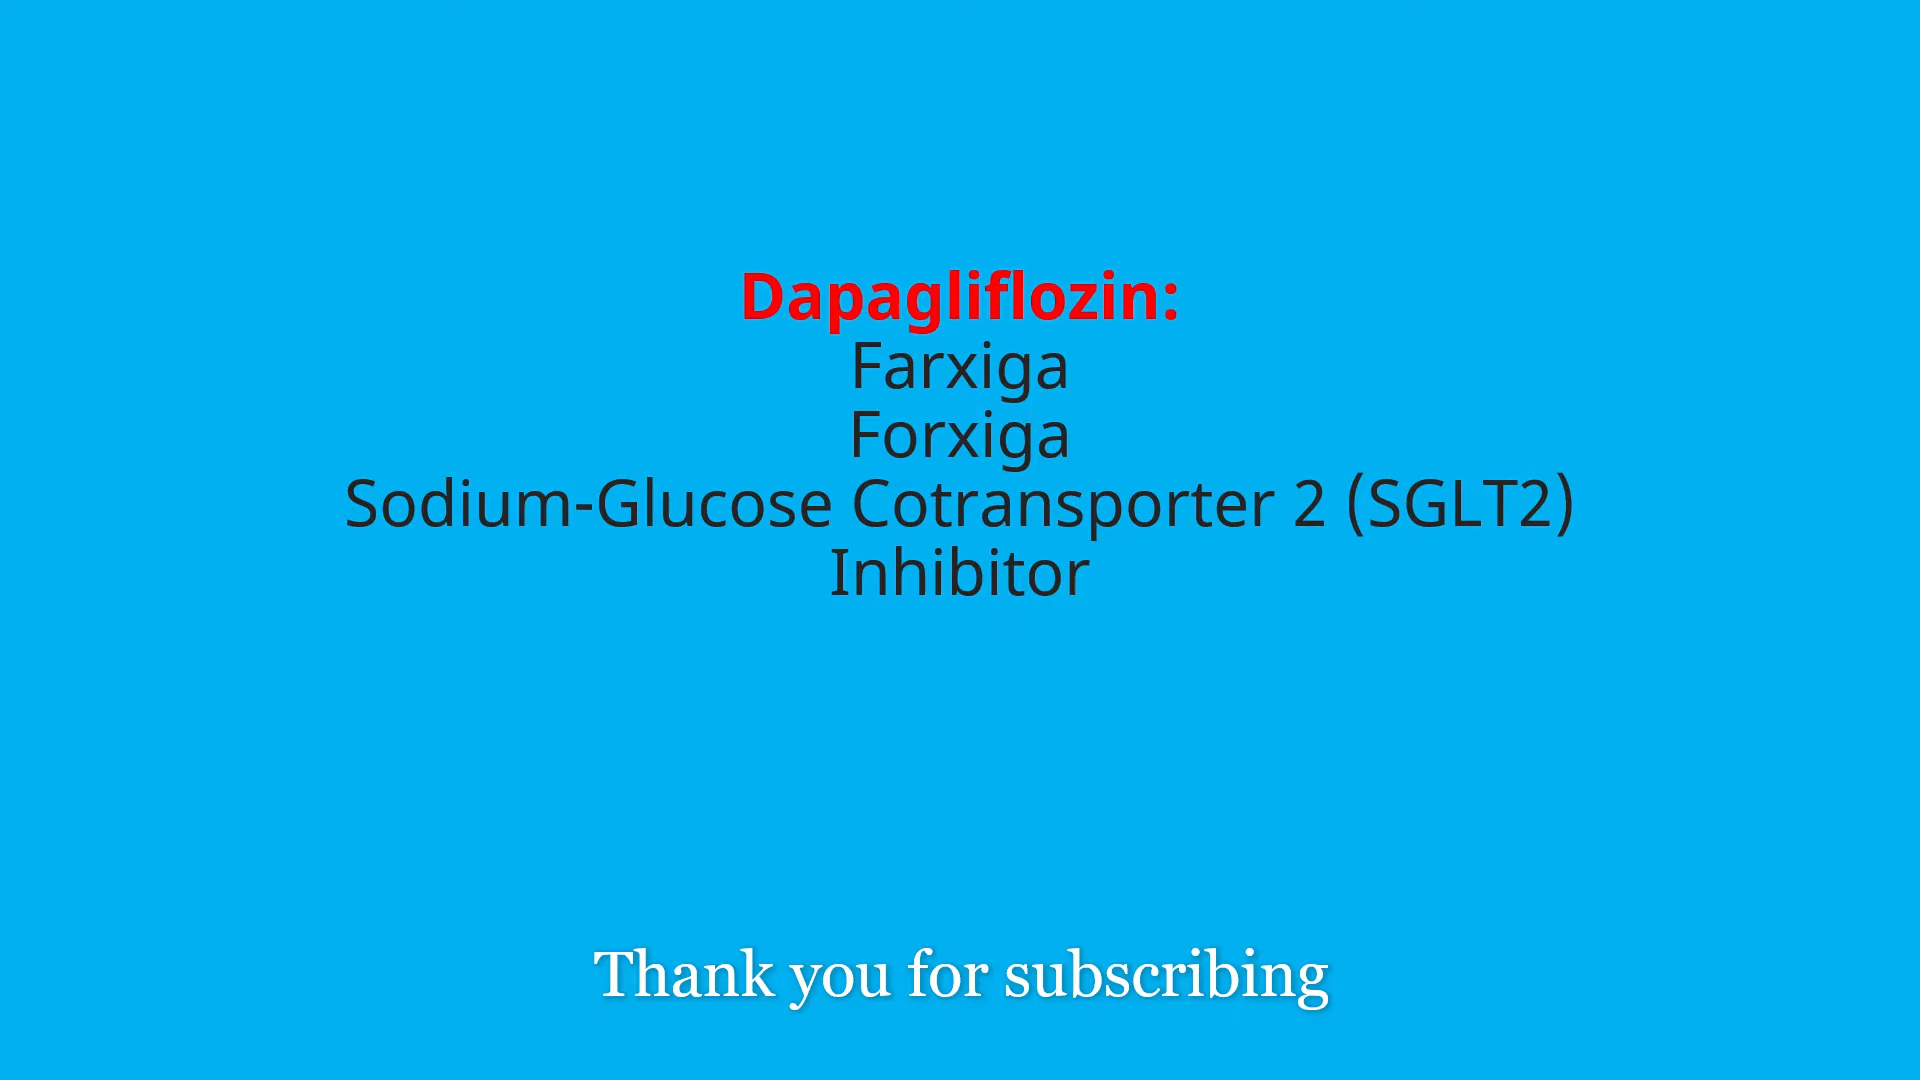 Dapagliflozin:
Farxiga
Forxiga
Sodium-Glucose Cotransporter 2 (SGLT2)
Inhibitor
Thank you for subscribing